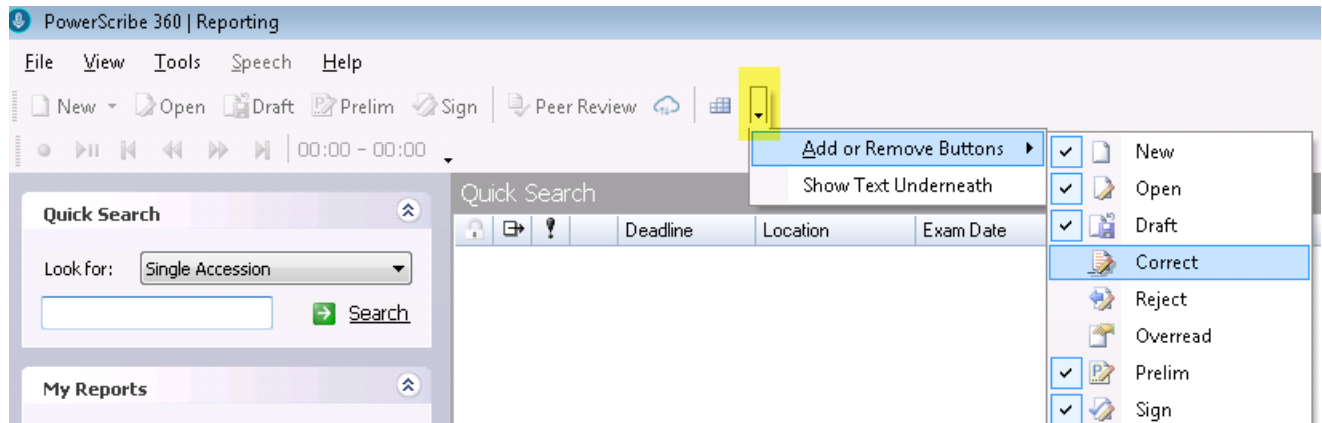 PowerScribe 360 | Reporting
File View Tools Speech Help
New Open Draft Prelim Sign Peer Review
00:00 - 00:00
Add or Remove Buttons
Show Text Underneath
New
Open
Draft
Correct
Reject
Overread
Prelim
Sign
Quick Search
Deadline Location Exam Date
Quick Search
Look for: Single Accession
Search
My Reports